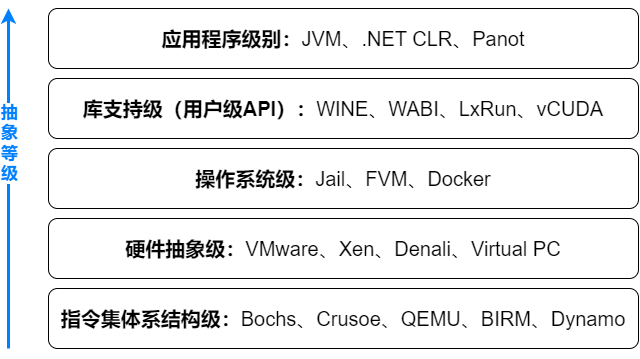 应用程序级别：JVM、.NET CLR、Panot
库支持级（用户级API）：WINE、WABI、LxRun、vCUDA
抽象等级
操作系统级：Jail、FVM、Docker
硬件抽象级：VMware、Xen、Denali、Virtual PC
指令集体系结构级：Bochs、Crusoe、QEMU、BIRM、Dynamo